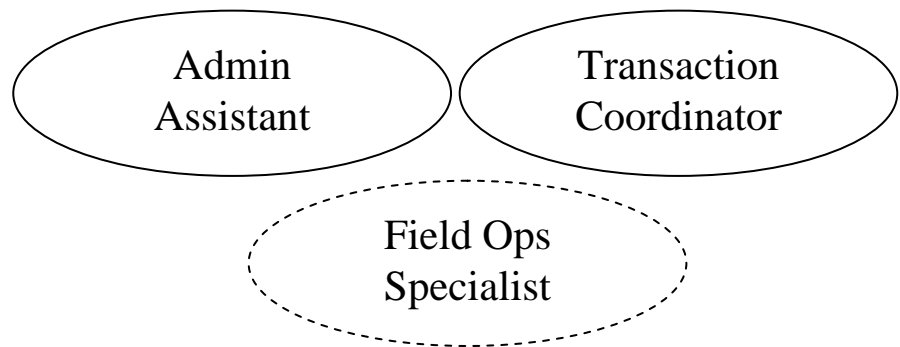 Admin
Assistant
Transaction
Coordinator
Field Ops
Specialist